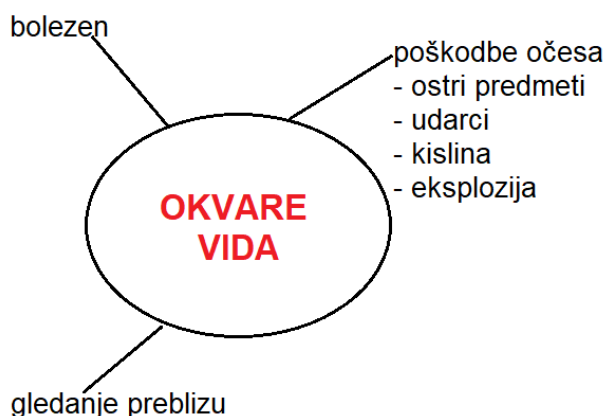 bolezen
poškodbe očesa
- ostri predmeti
- udarci
- kislina
- eksplozija
OKVARE
VIDA
gledanje preblizu